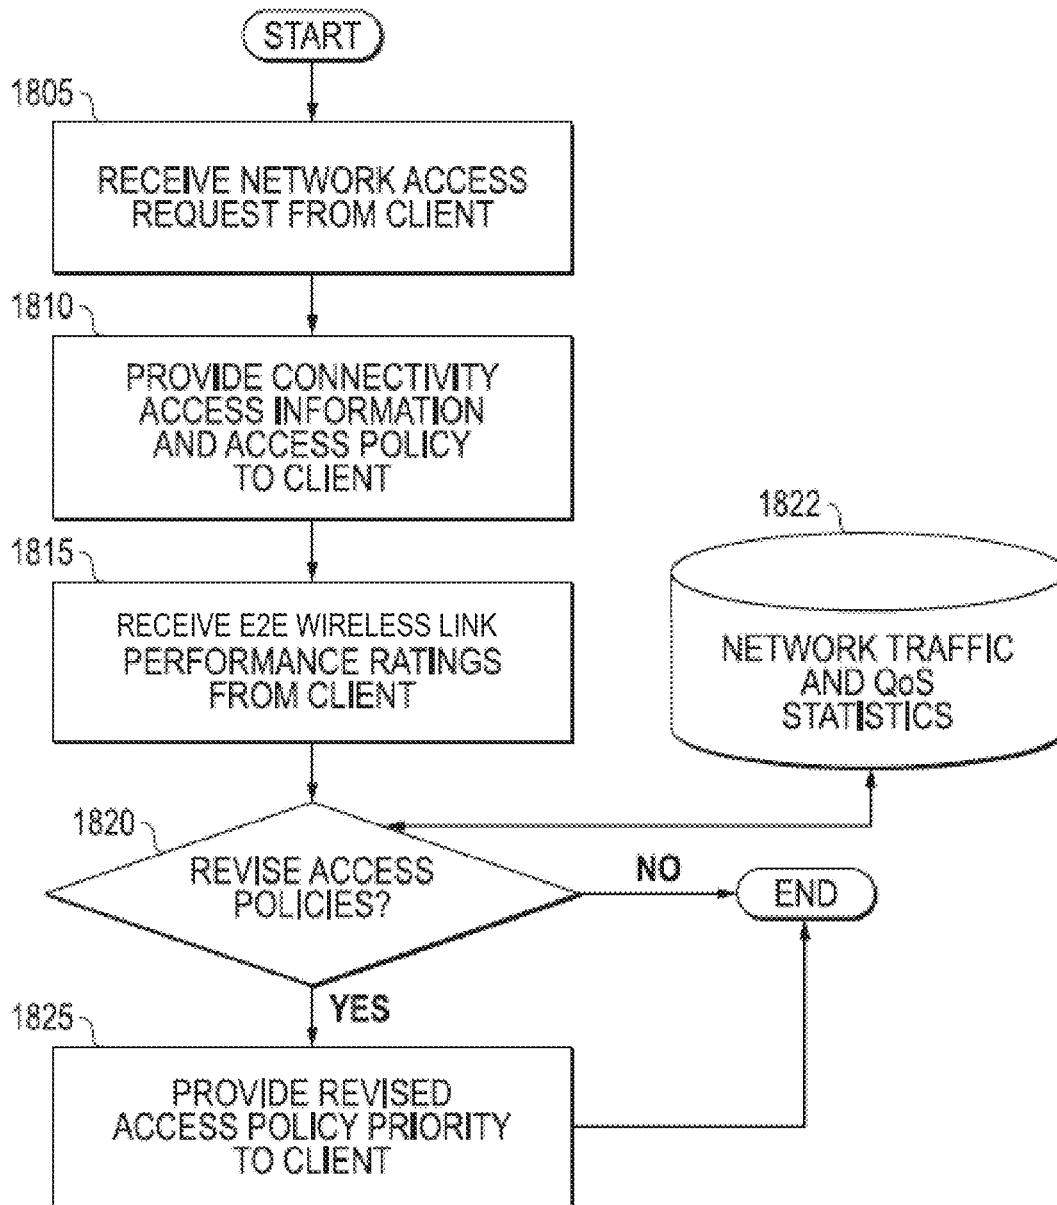 START
1805
RECEIVE NETWORK ACCESS
REQUEST FROM CLIENT
1810
PROVIDE CONNECTIVITY
ACCESS INFORMATION
AND ACCESS POLICY
TO CLIENT
1815
RECEIVE E2E WIRELESS LINK
PERFORMANCE RATINGS
FROM CLIENT
1822
NETWORK TRAFFIC
AND QoS
STATISTICS
1820
REVISE ACCESS
POLICIES?
NO
END
YES
1825
PROVIDE REVISED
ACCESS POLICY PRIORITY
TO CLIENT